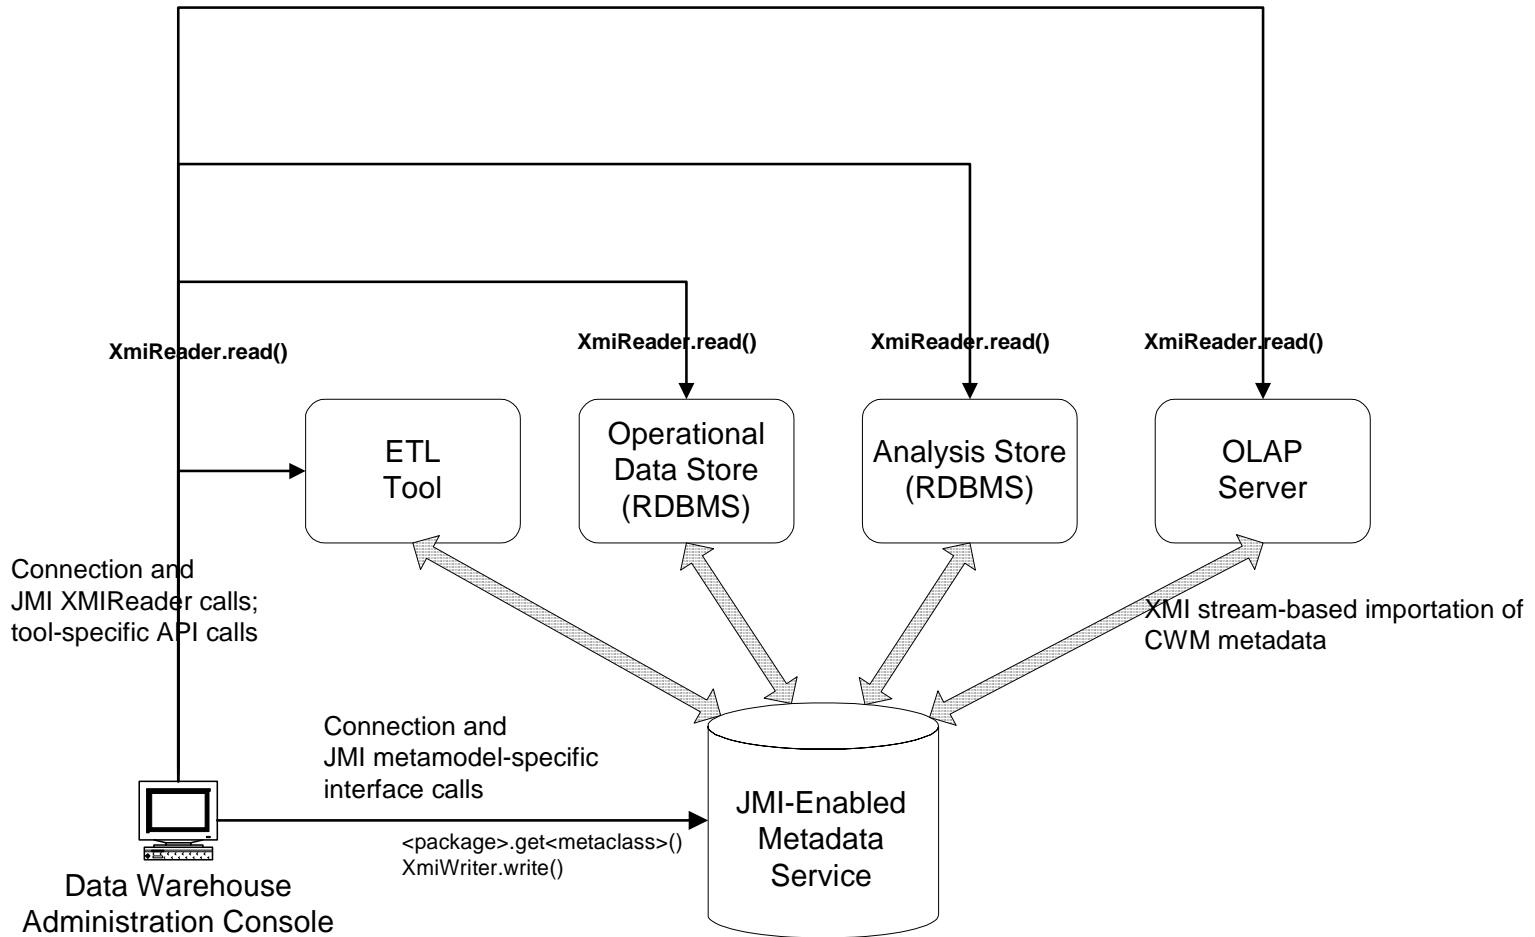 XmiReader.read()
XmiReader.read()
XmiReader.read()
XmiReader.read()
ETL
Tool
Operational
Data Store
(RDBMS)
Analysis Store
(RDBMS)
OLAP
Server
Connection and
JMI XMIReader calls;
tool-specific API calls
XMI stream-based importation of
CWM metadata
Connection and
JMI metamodel-specific
interface calls
<package>.get<metaclass>()
XmiWriter.write()
JMI-Enabled
Metadata
Service
Data Warehouse
Administration Console